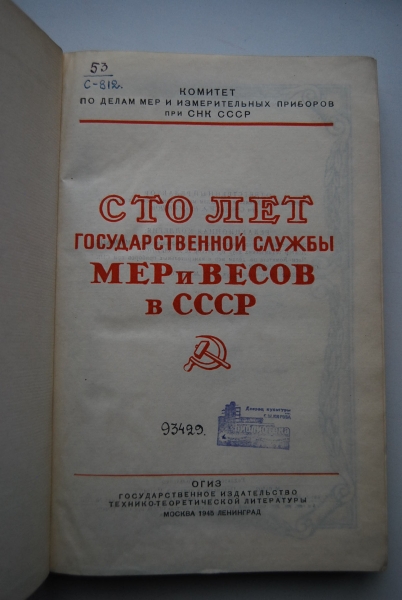 53
С-812.
КОМИТЕТ
ПО ДЕЛАМ МЕР И ИЗМЕРИТЕЛЬНЫХ ПРИБОРОВ
ПРИ СНК СССР
СТО ЛЕТ
ГОСУДАРСТВЕННОЙ СЛУЖБЫ
МЕР и ВЕСОВ
В СССР
93429.
ОГИЗ
ГОСУДАРСТВЕННОЕ ИЗДАТЕЛЬСТВО
ТЕХНИКО-ТЕОРЕТИЧЕСКОЙ ЛИТЕРАТУРЫ
МОСКВА 1945 ЛЕНИНГРАД